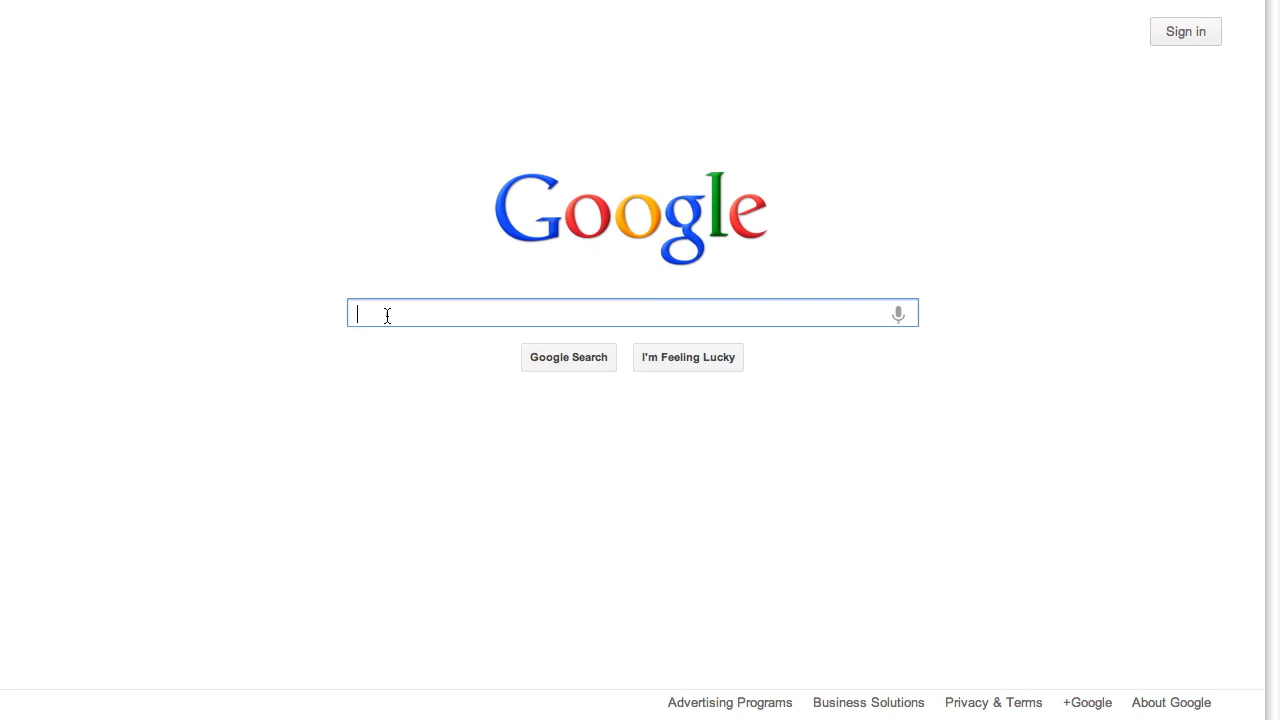 Sign in
Google
Google Search I'm Feeling Lucky
Advertising Programs Business Solutions Privacy & Terms +Google About Google